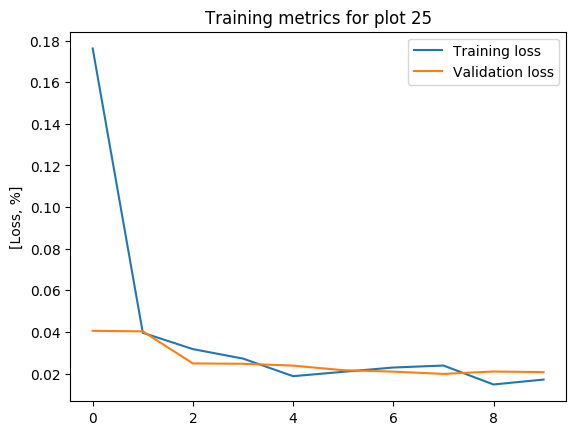 Training metrics for plot 25
Training loss
Validation loss
[Loss, %]
0.18
0.16
0.14
0.12
0.10
0.08
0.06
0.04
0.02
0 2 4 6 8